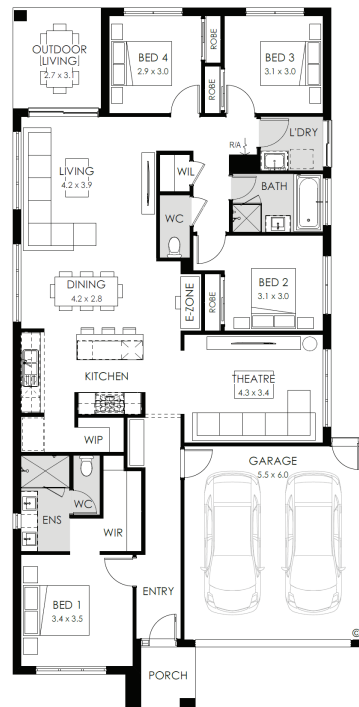 OUTDOOR
LIVING
2.7 x 3.1
BED 4
2.9 x 3.0
ROBE
ROBE
BED 3
3.1 x 3.0
L'DRY
R/A
LIVING
4.2 x 3.9
WIL
BATH
WC
DINING
4.2 x 2.8
E-ZONE
ROBE
BED 2
3.1 x 3.0
KITCHEN
THEATRE
4.3 x 3.4
WIP
GARAGE
5.5 x 6.0
WC
ENS
WIR
BED 1
3.4 x 3.5
ENTRY
PORCH